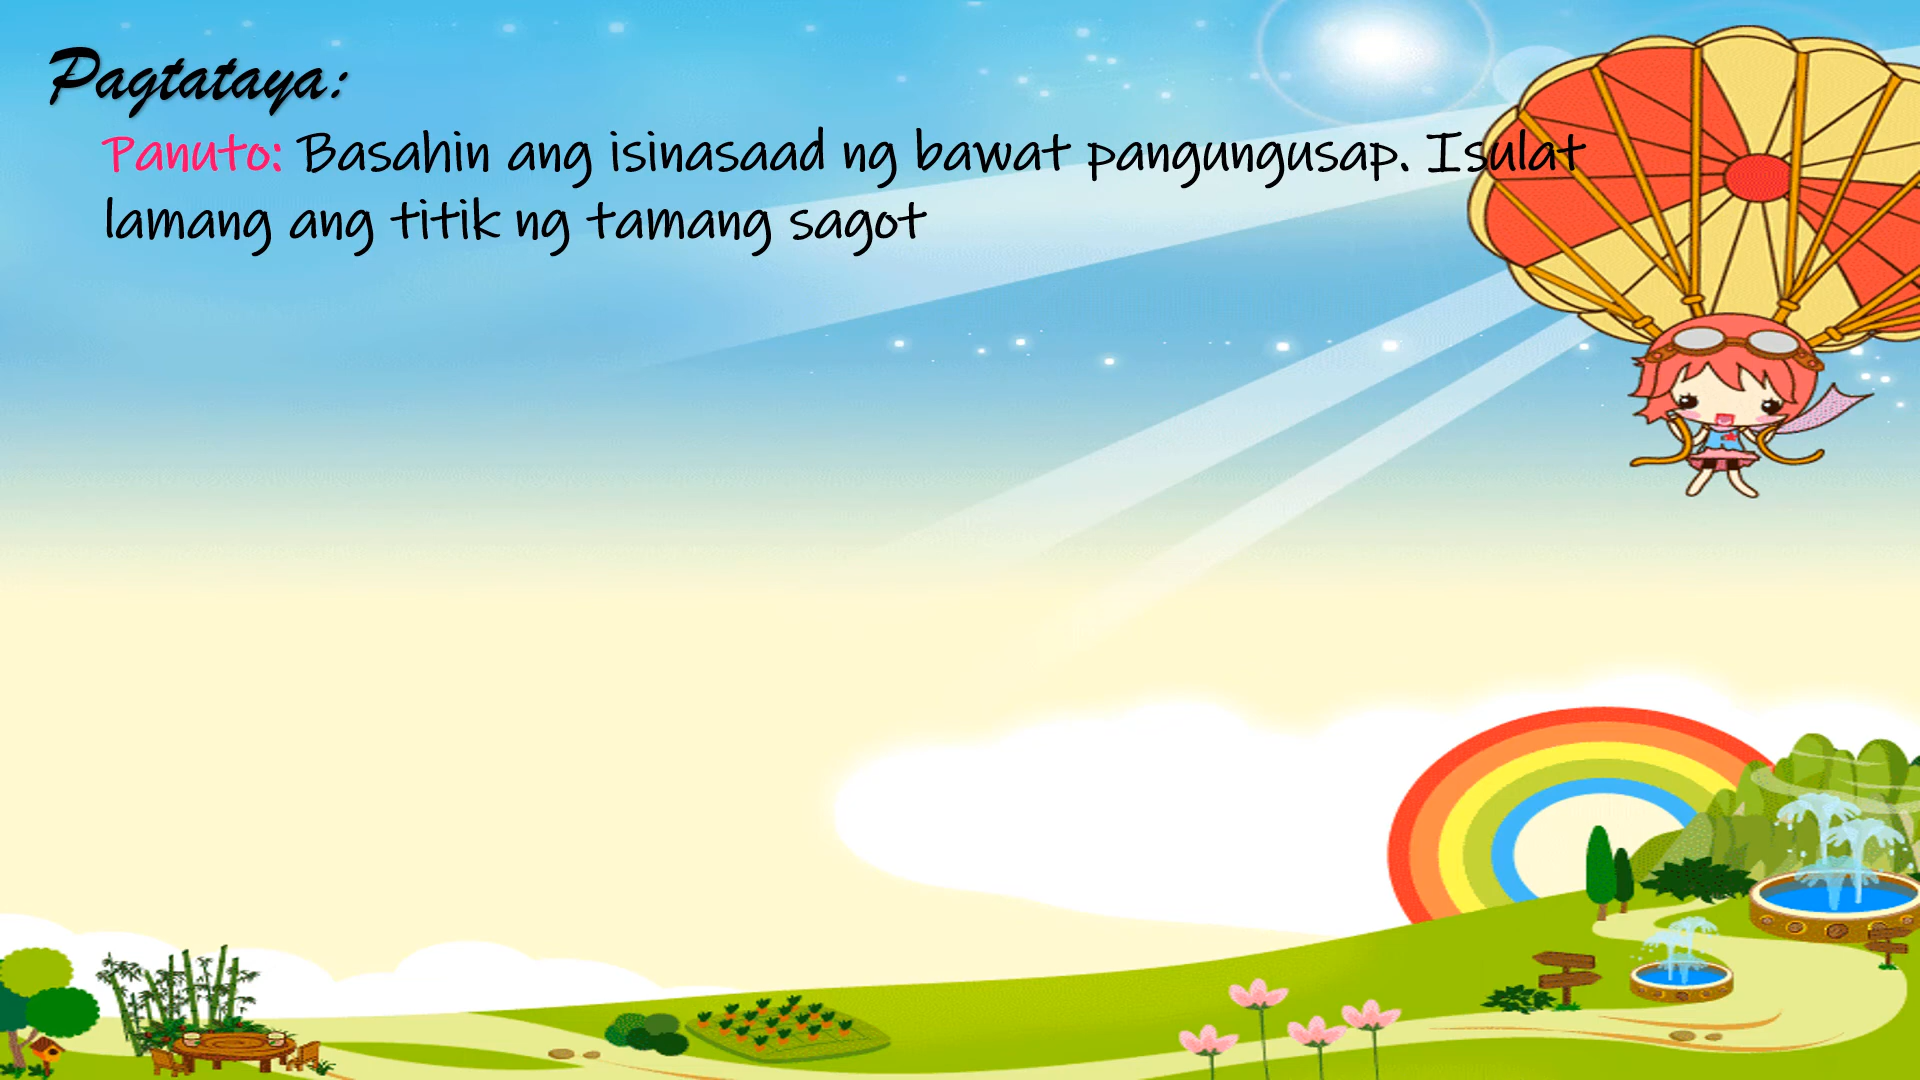 Pagtataya:
Panuto: Basahin ang isinasaad ng bawat pangungusap. Isulat
lamang ang titik ng tamang sagot